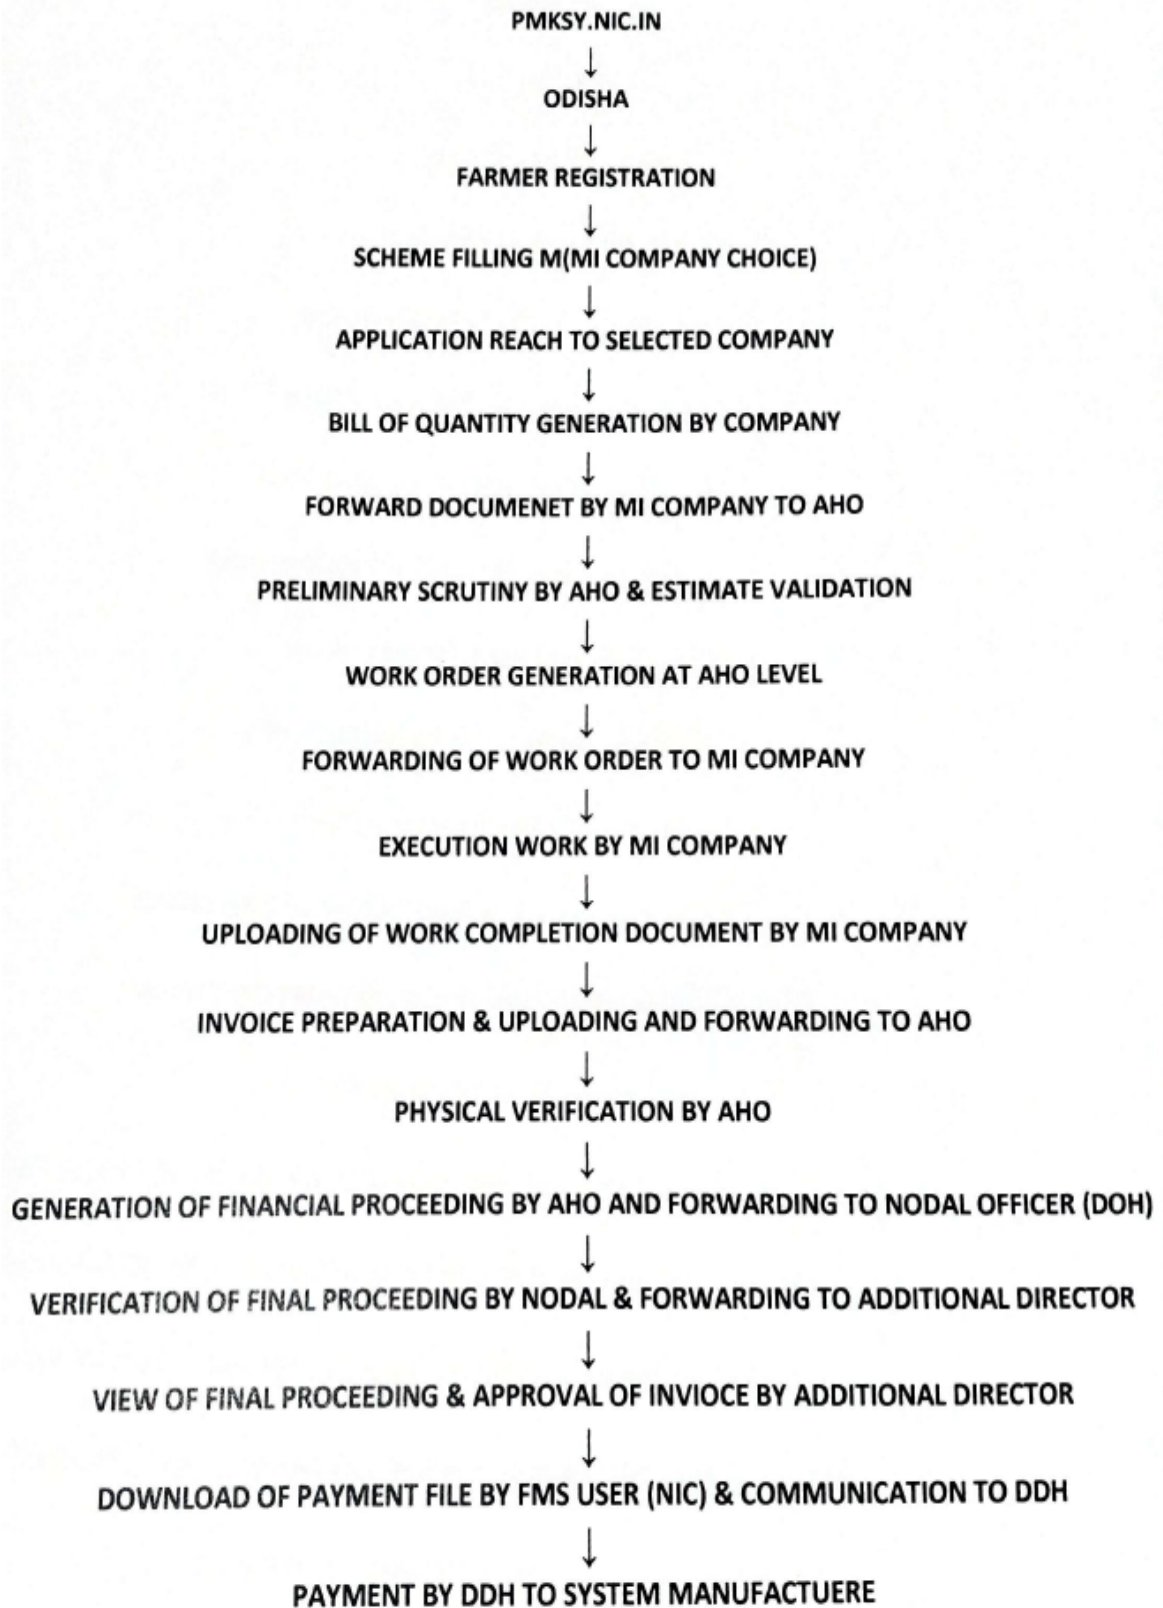 PMKSY.NIC.IN
↓
ODISHA
↓
FARMER REGISTRATION
↓
SCHEME FILLING M(MI COMPANY CHOICE)
↓
APPLICATION REACH TO SELECTED COMPANY
↓
BILL OF QUANTITY GENERATION BY COMPANY
↓
FORWARD DOCUMENET BY MI COMPANY TO AHO
↓
PRELIMINARY SCRUTINY BY AHO & ESTIMATE VALIDATION
↓
WORK ORDER GENERATION AT AHO LEVEL
↓
FORWARDING OF WORK ORDER TO MI COMPANY
↓
EXECUTION WORK BY MI COMPANY
↓
UPLOADING OF WORK COMPLETION DOCUMENT BY MI COMPANY
↓
INVOICE PREPARATION & UPLOADING AND FORWARDING TO AHO
↓
PHYSICAL VERIFICATION BY AHO
↓
GENERATION OF FINANCIAL PROCEEDING BY AHO AND FORWARDING TO NODAL OFFICER (DOH)
↓
VERIFICATION OF FINAL PROCEEDING BY NODAL & FORWARDING TO ADDITIONAL DIRECTOR
↓
VIEW OF FINAL PROCEEDING & APPROVAL OF INVIOCE BY ADDITIONAL DIRECTOR
↓
DOWNLOAD OF PAYMENT FILE BY FMS USER (NIC) & COMMUNICATION TO DDH
↓
PAYMENT BY DDH TO SYSTEM MANUFACTUERE